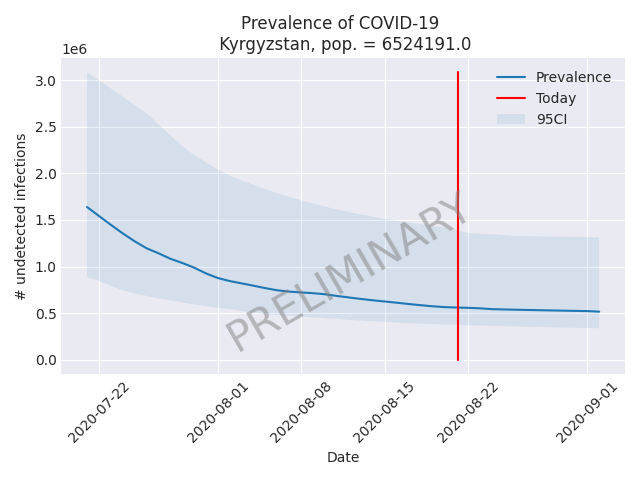 Prevalence of COVID-19
Kyrgyzstan, pop. = 6524191.0
1e6
3.0
2.5
2.0
1.5
1.0
0.5
0.0
# undetected infections
Prevalence
Today
95CI
PRELIMINARY
2020-07-22
2020-08-01
2020-08-08
2020-08-15
2020-08-22
2020-09-01
Date